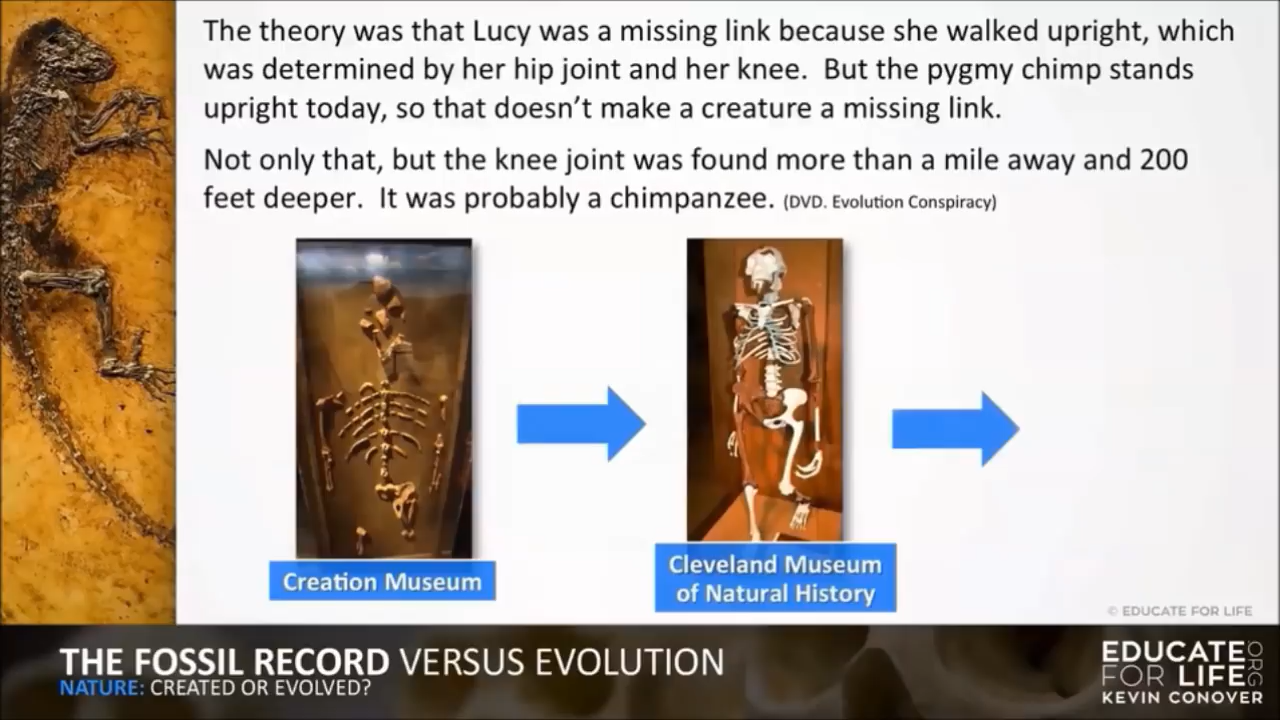 The theory was that Lucy was a missing link because she walked upright, which
was determined by her hip joint and her knee.  But the pygmy chimp stands
upright today, so that doesn’t make a creature a missing link.
Not only that, but the knee joint was found more than a mile away and 200
feet deeper.  It was probably a chimpanzee. (DVD. Evolution Conspiracy)
Creation Museum
Cleveland Museum
of Natural History
© EDUCATE FOR LIFE
THE FOSSIL RECORD VERSUS EVOLUTION
NATURE: CREATED OR EVOLVED?
EDUCATE
FOR LIFE
.ORG
KEVIN CONOVER